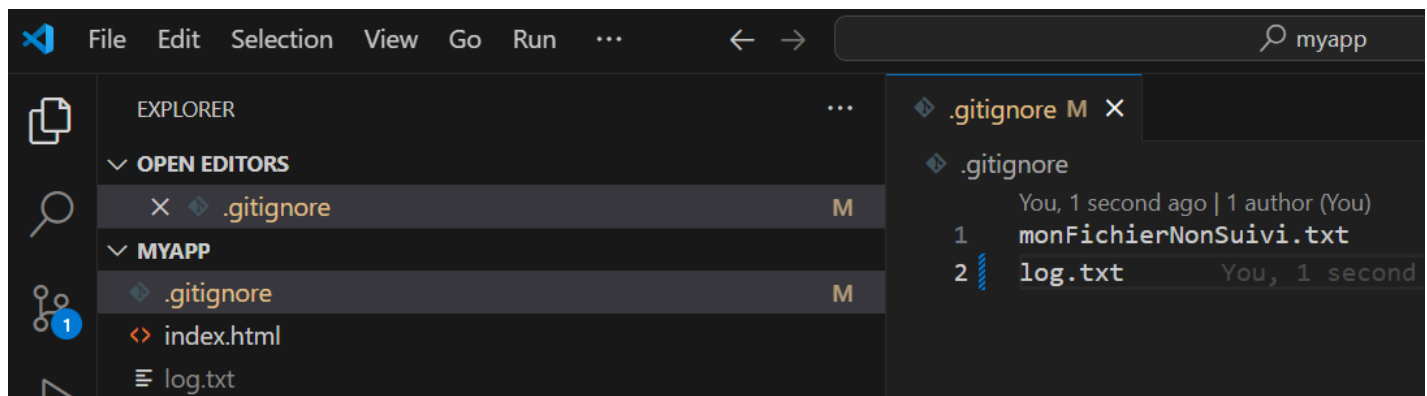 File Edit Selection View Go Run ··· ← → myapp
EXPLORER ···
OPEN EDITORS
.gitignore M
MYAPP
.gitignore M
index.html
log.txt
1
.gitignore M
.gitignore
You, 1 second ago | 1 author (You)
1 monFichierNonSuivi.txt
2 log.txt You, 1 second